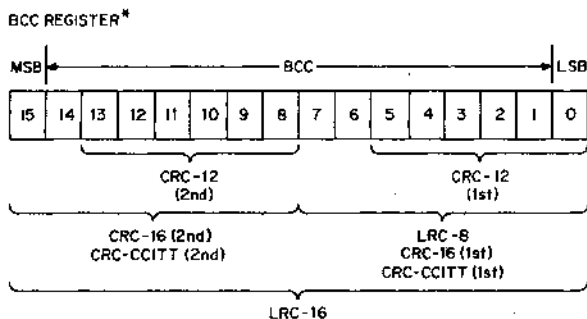 BCC REGISTER*
MSB BCC LSB
15 14 13 12 11 10 9 8 7 6 5 4 3 2 1 0
CRC-12 CRC-12
(2nd) (1st)
CRC-16 (2nd) LRC-8
CRC-CCITT (2nd) CRC-16 (1st)
CRC-CCITT (1st)
LRC-16